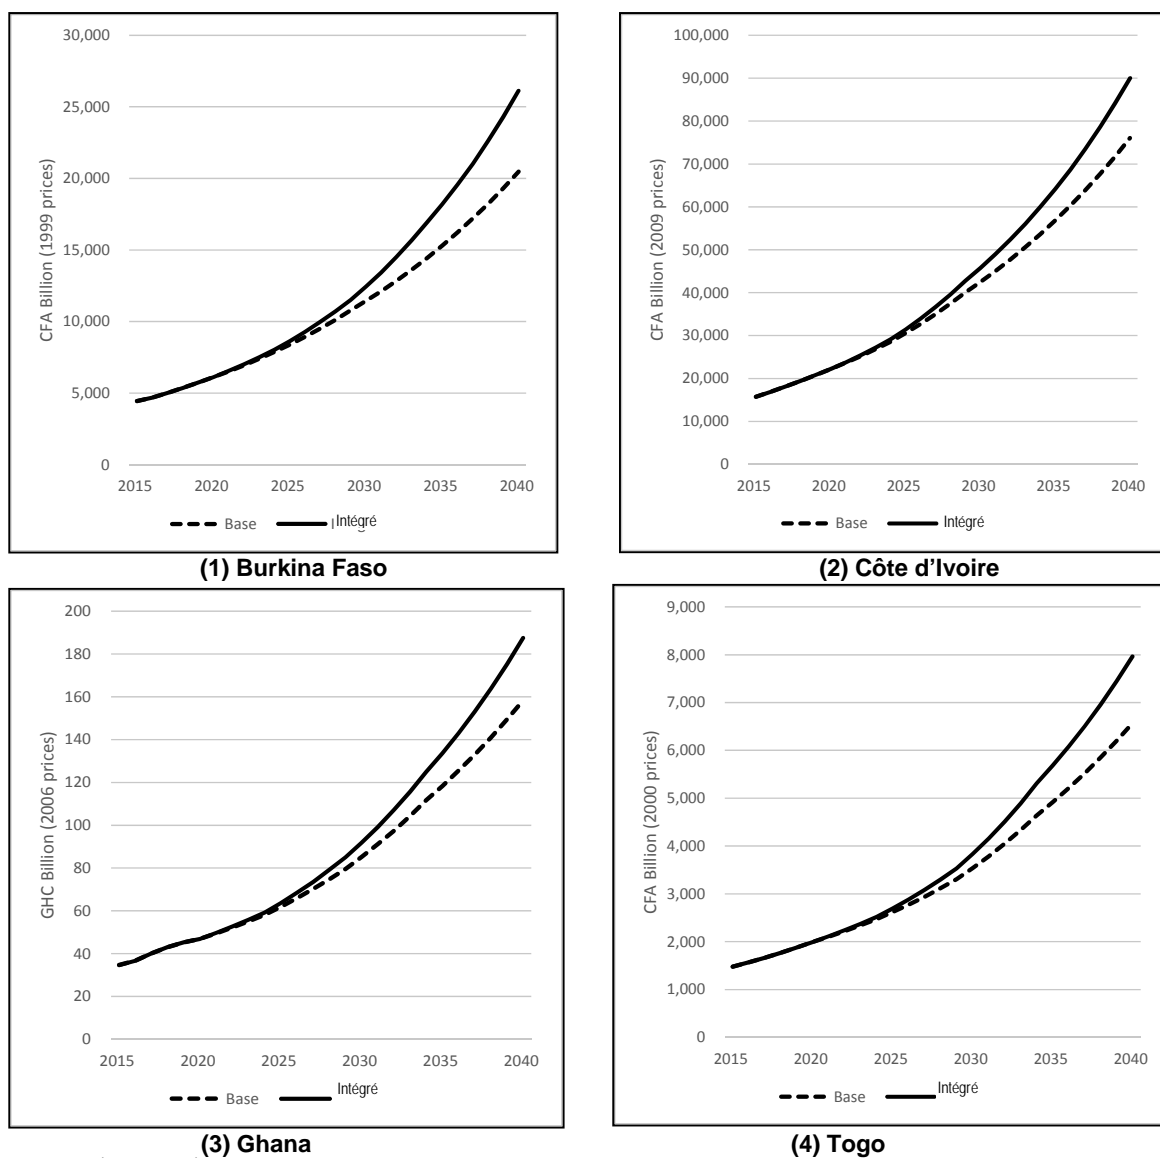 30,000
25,000
20,000
15,000
10,000
5,000
0
CFA Billion (1999 prices)
2015 2020 2025 2030 2035 2040
Base Intégré
(1) Burkina Faso
100,000
90,000
80,000
70,000
60,000
50,000
40,000
30,000
20,000
10,000
0
CFA Billion (2009 prices)
2015 2020 2025 2030 2035 2040
Base Intégré
(2) Côte d’Ivoire
200
180
160
140
120
100
80
60
40
20
0
GHC Billion (2006 prices)
2015 2020 2025 2030 2035 2040
Base Intégré
(3) Ghana
9,000
8,000
7,000
6,000
5,000
4,000
3,000
2,000
1,000
0
CFA Billion (2000 prices)
2015 2020 2025 2030 2035 2040
Base Intégré
(4) Togo